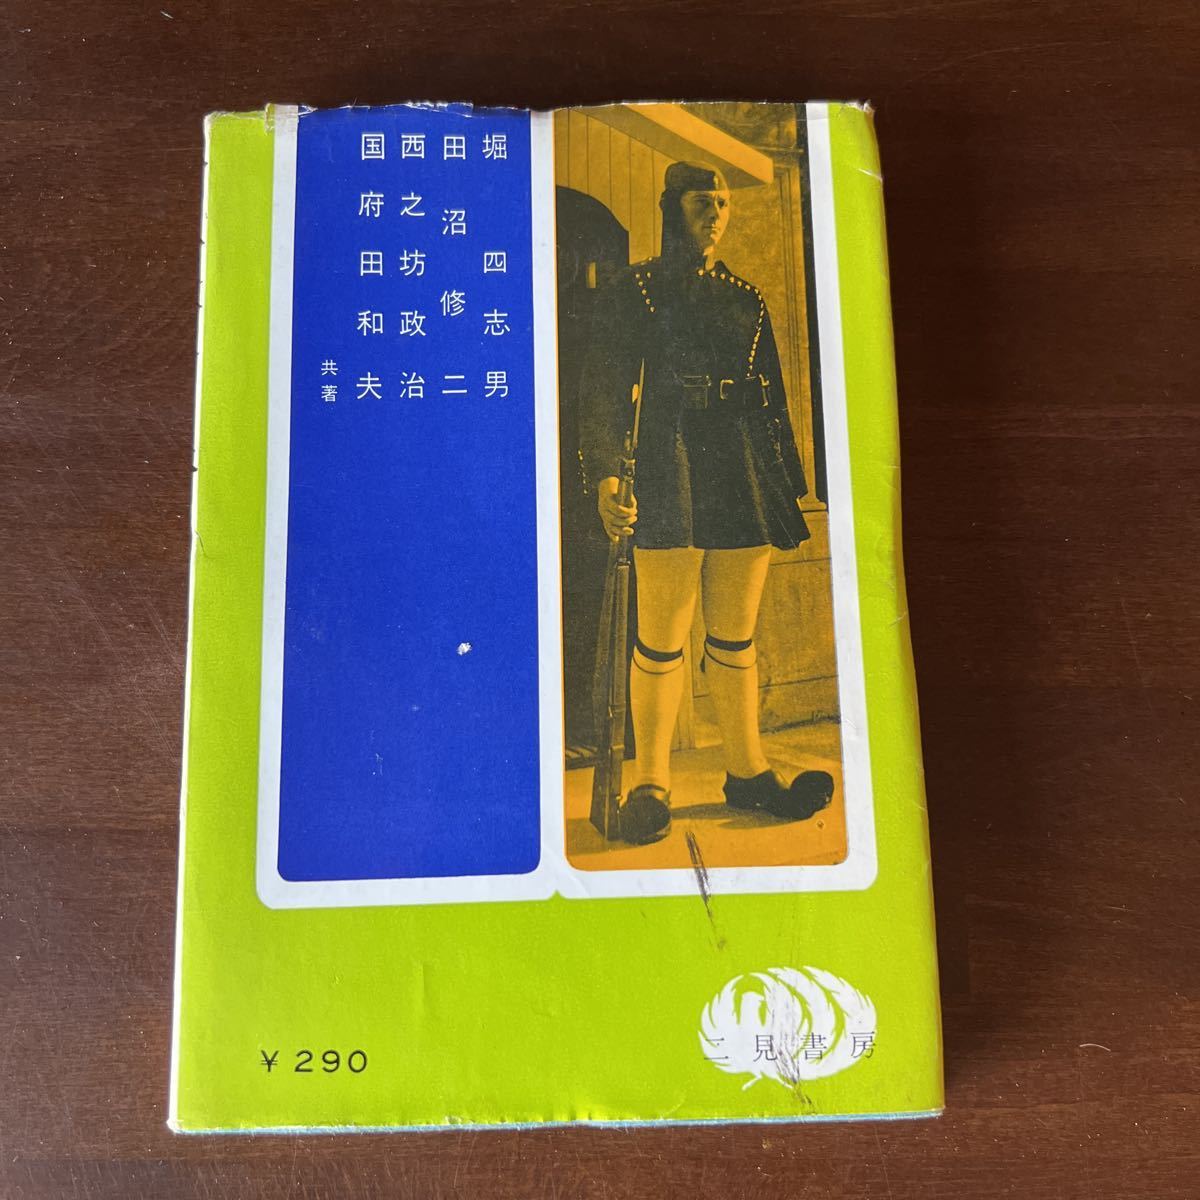 堀四志男
田沼修二
西之坊政治
国府田和夫
共著
¥290
二見書房